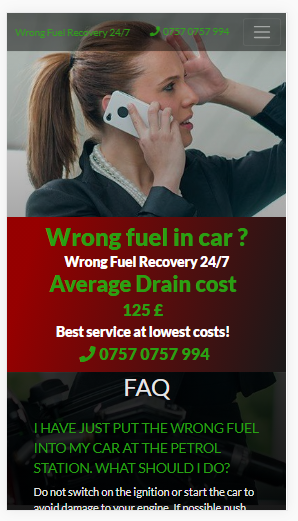 Wrong Fuel Recovery 24/7 0757 0757 994
Wrong fuel in car ?
Wrong Fuel Recovery 24/7
Average Drain cost
125 £
Best service at lowest costs!
0757 0757 994
FAQ
I HAVE JUST PUT THE WRONG FUEL
INTO MY CAR AT THE PETROL
STATION. WHAT SHOULD I DO?
Do not switch on the ignition or start the car to
avoid damage to your engine. If possible push